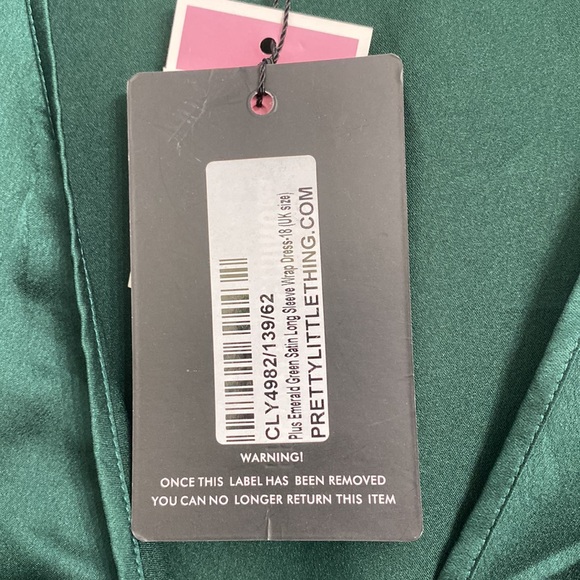 CLY4982/139/62
Plus Emerald Green Satin Long Sleeve Wrap Dress-18 (UK size)
PRETTYLITTLETHING.COM
WARNING!
ONCE THIS LABEL HAS BEEN REMOVED
YOU CAN NO LONGER RETURN THIS ITEM